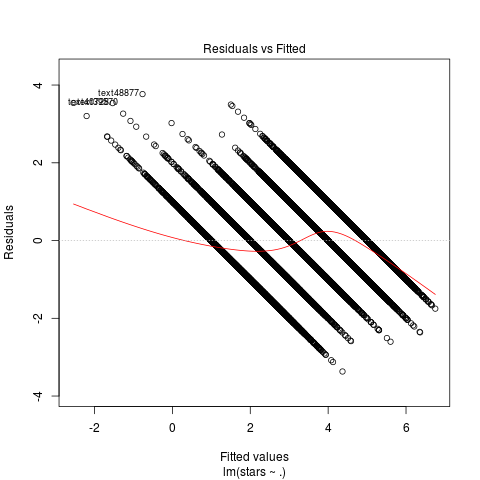 Residuals vs Fitted
text48877
4
2
0
-2
-4
Residuals
-2
0
2
4
6
Fitted values
lm(stars ~ .)